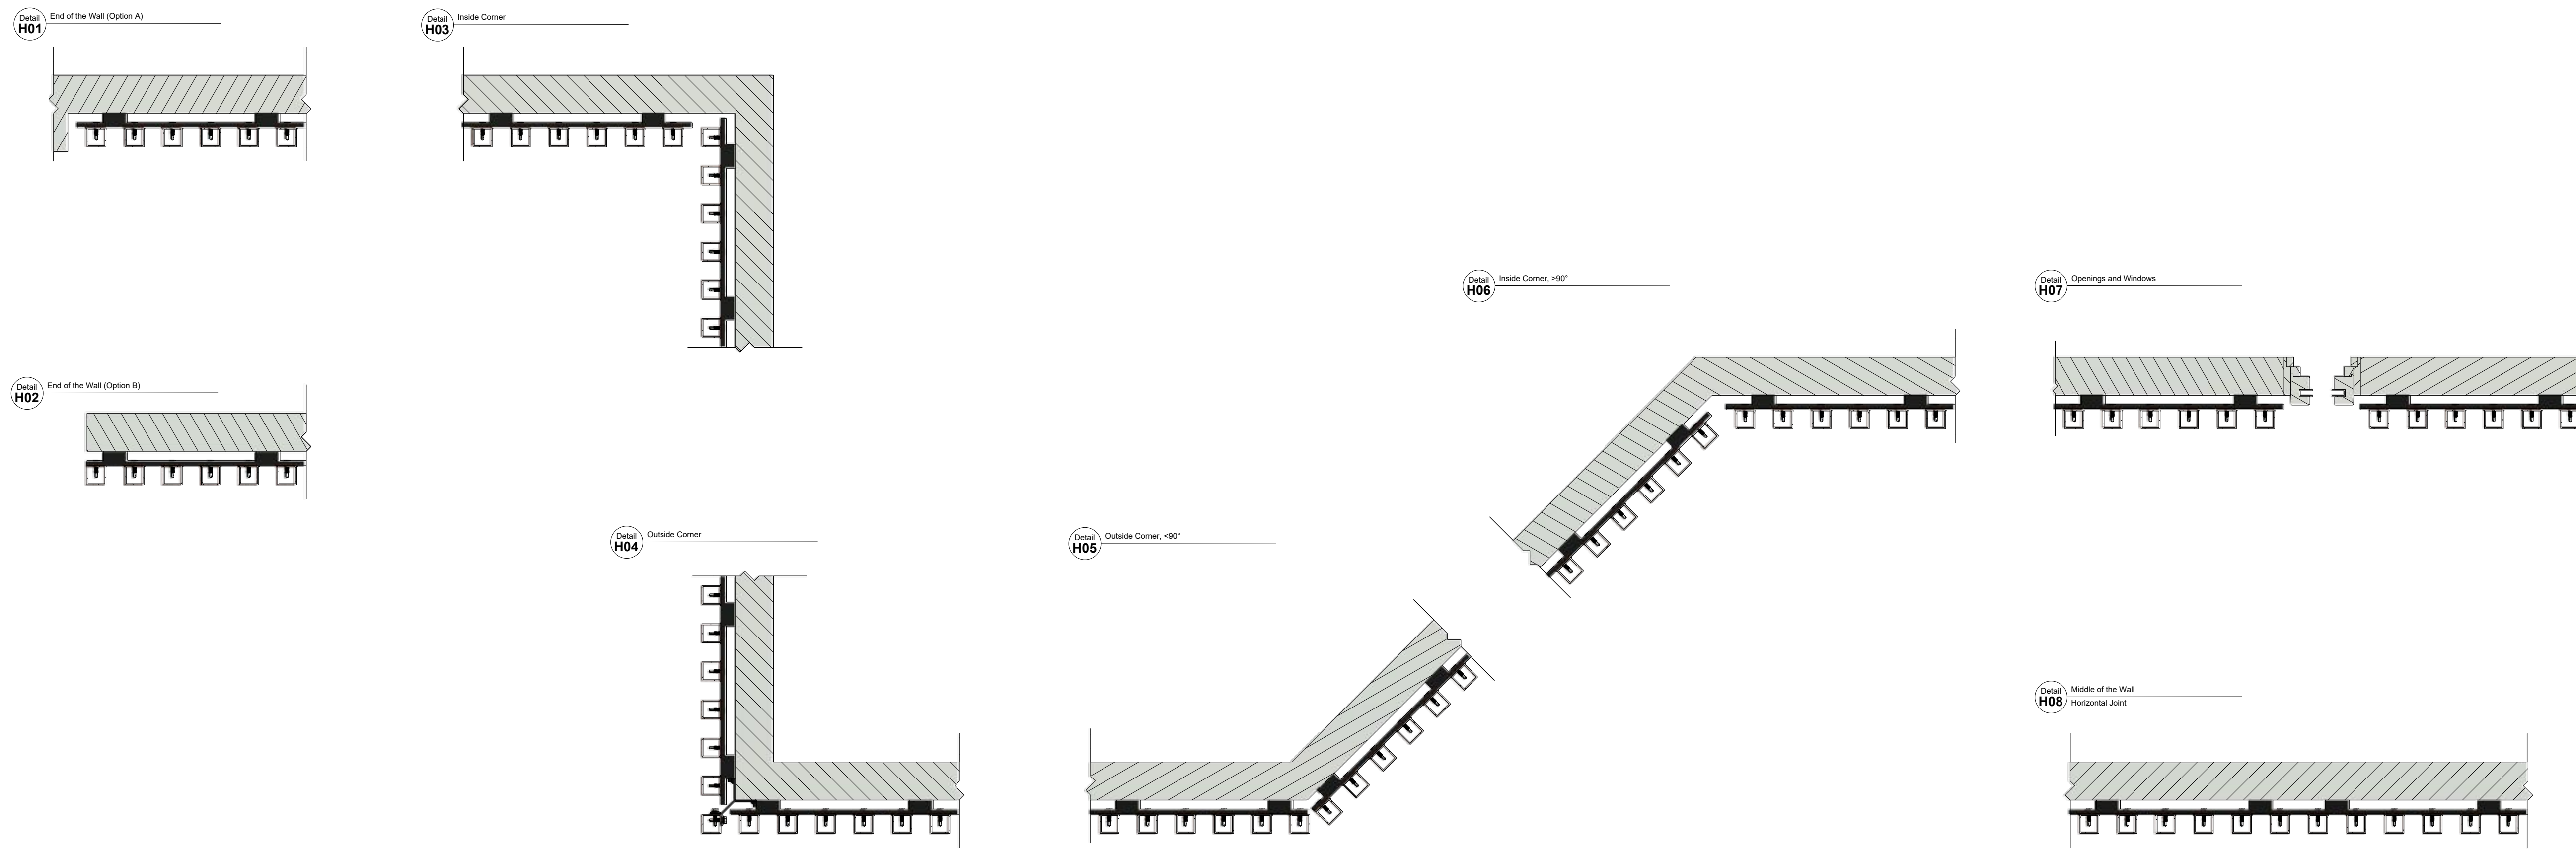 Detail
H01
End of the Wall (Option A)
Detail
H03
Inside Corner
Detail
H06
Inside Corner, >90°
Detail
H07
Openings and Windows
Detail
H02
End of the Wall (Option B)
Detail
H04
Outside Corner
Detail
H05
Outside Corner, <90°
Detail
H08
Middle of the Wall
Horizontal Joint